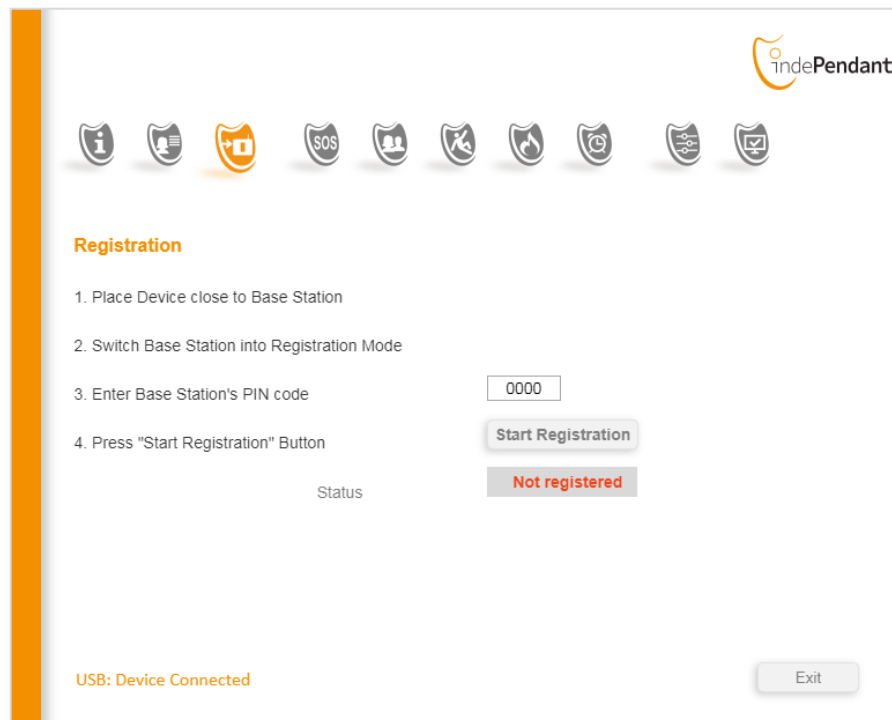 indePendant
i
SOS
Registration
1. Place Device close to Base Station
2. Switch Base Station into Registration Mode
3. Enter Base Station's PIN code
0000
4. Press "Start Registration" Button
Start Registration
Status
Not registered
USB: Device Connected
Exit